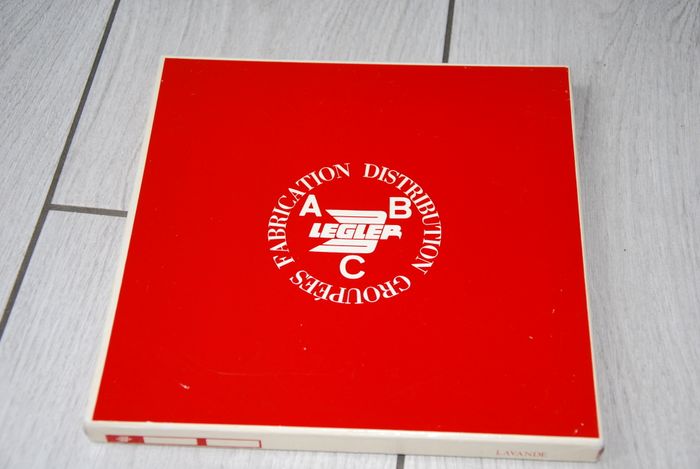 FABRICATION DISTRIBUTION GROUPÉES
A B
LEGLER
C
LAVANDE